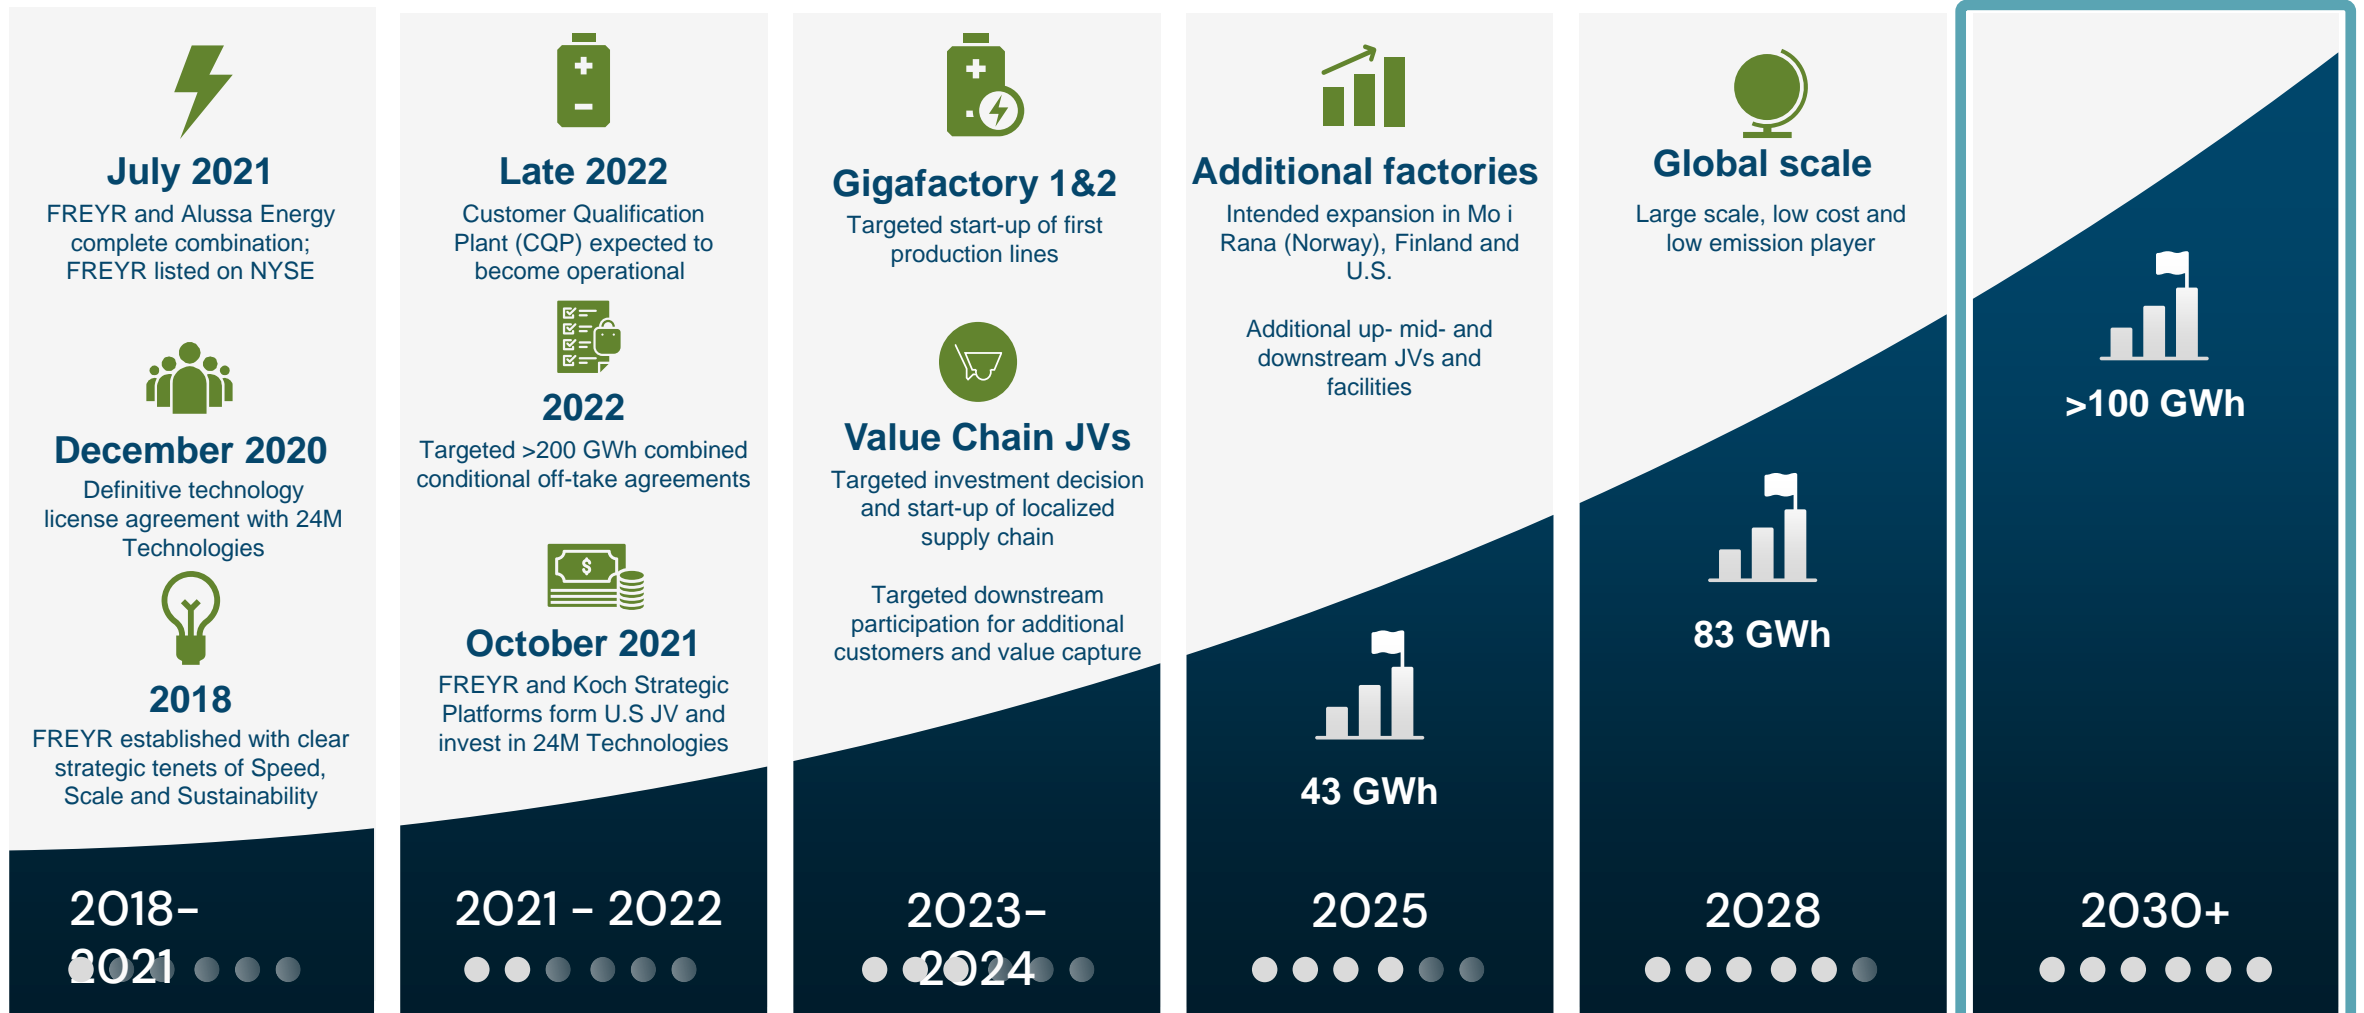 July 2021
FREYR and Alussa Energy
complete combination;
FREYR listed on NYSE
December 2020
Definitive technology
license agreement with 24M
Technologies
2018
FREYR established with clear
strategic tenets of Speed,
Scale and Sustainability
2018-
2021
Late 2022
Customer Qualification
Plant (CQP) expected to
become operational
2022
Targeted >200 GWh combined
conditional off-take agreements
$
October 2021
FREYR and Koch Strategic
Platforms form U.S JV and
invest in 24M Technologies
2021 - 2022
Gigafactory 1&2
Targeted start-up of first
production lines
Value Chain JVs
Targeted investment decision
and start-up of localized
supply chain
Targeted downstream
participation for additional
customers and value capture
2023-
2024
Additional factories
Intended expansion in Mo i
Rana (Norway), Finland and
U.S.
Additional up- mid- and
downstream JVs and
facilities
43 GWh
2025
Global scale
Large scale, low cost and
low emission player
83 GWh
2028
>100 GWh
2030+